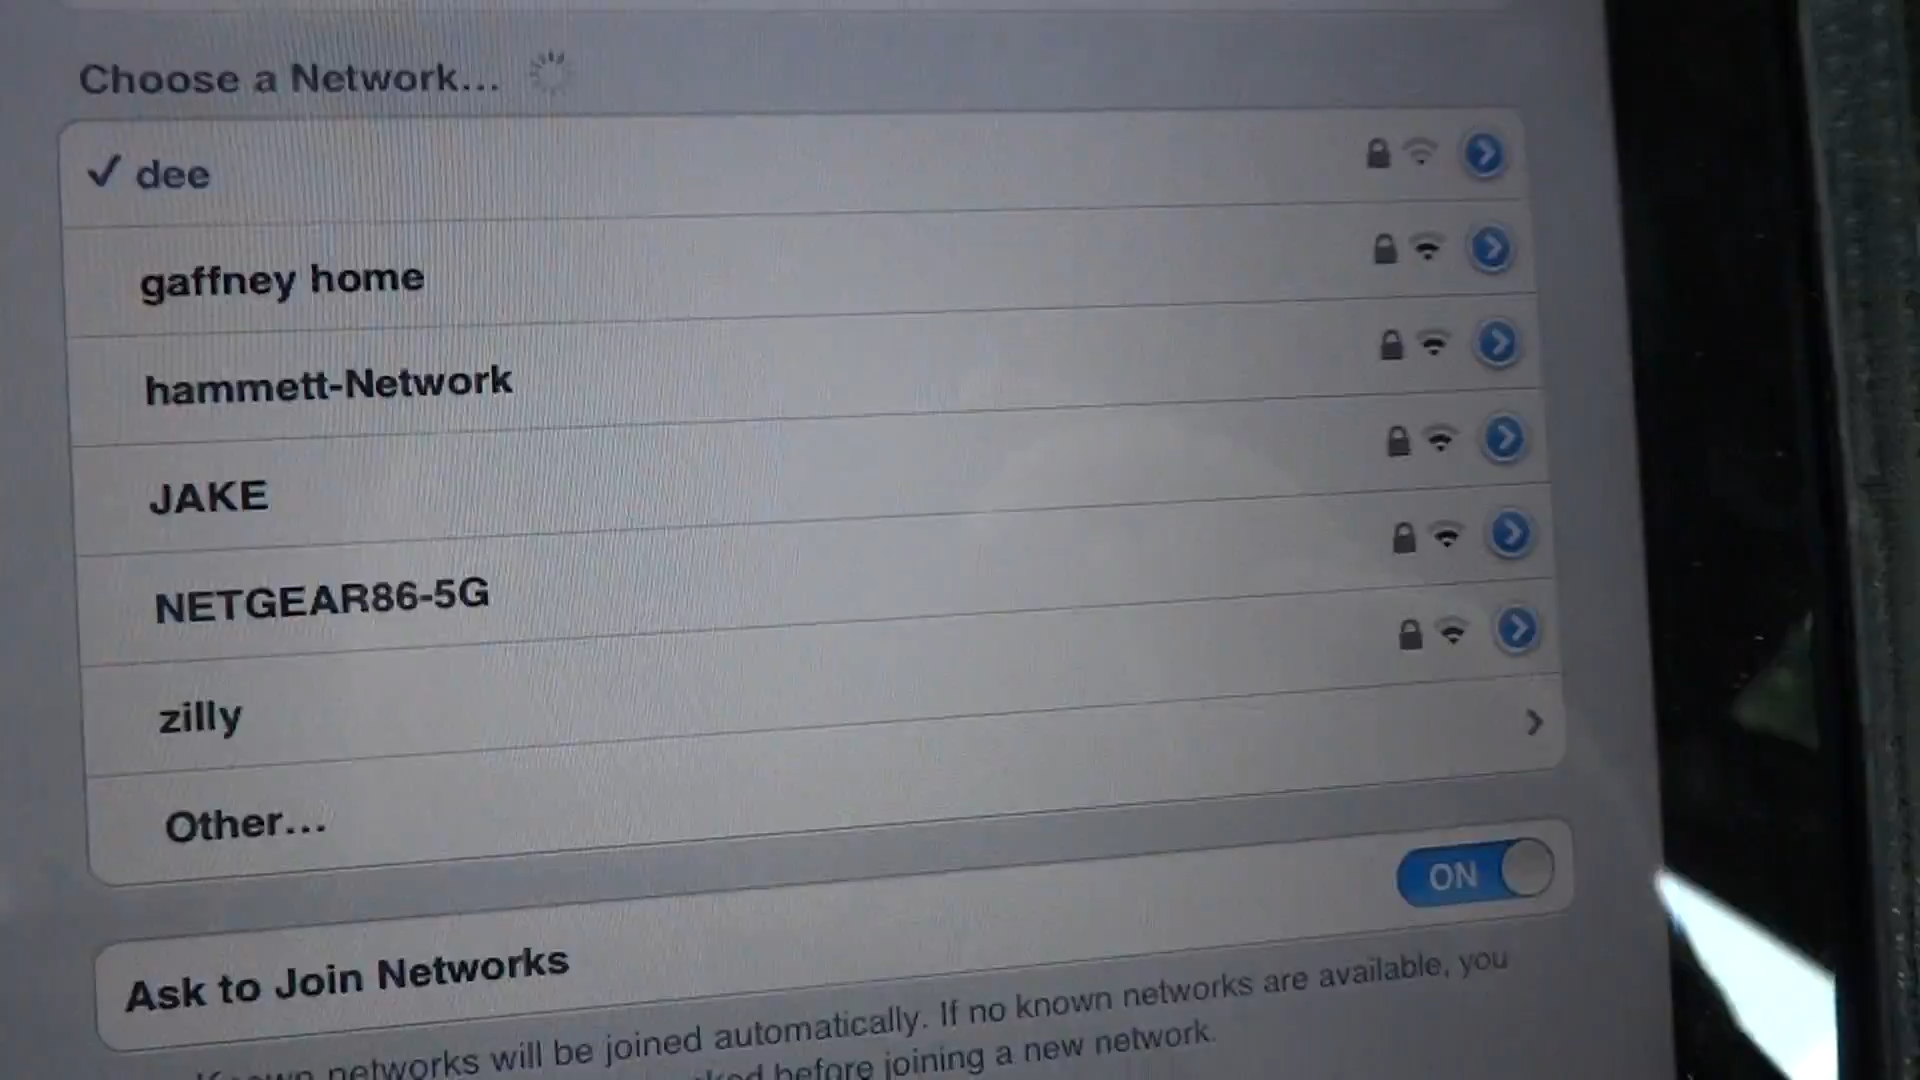 Choose a Network...
dee
gaffney home
hammett-Network
JAKE
NETGEAR86-5G
zilly
Other...
ON
Ask to Join Networks
Known networks will be joined automatically. If no known networks are available, you
before joining a new network.